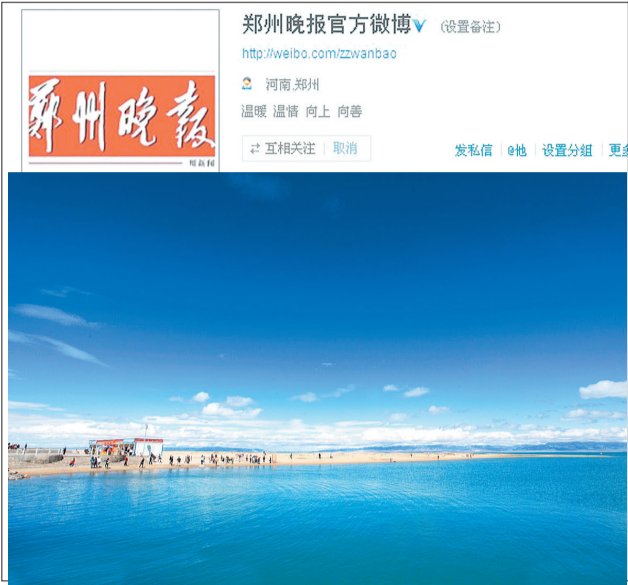 郑州晚报官方微博 (设置备注)
http://weibo.com/zzwanbao
河南,郑州
温暖 温情 向上 向善
互相关注 | 取消
发私信 | @他 | 设置分组 | 更多
郑州晚报